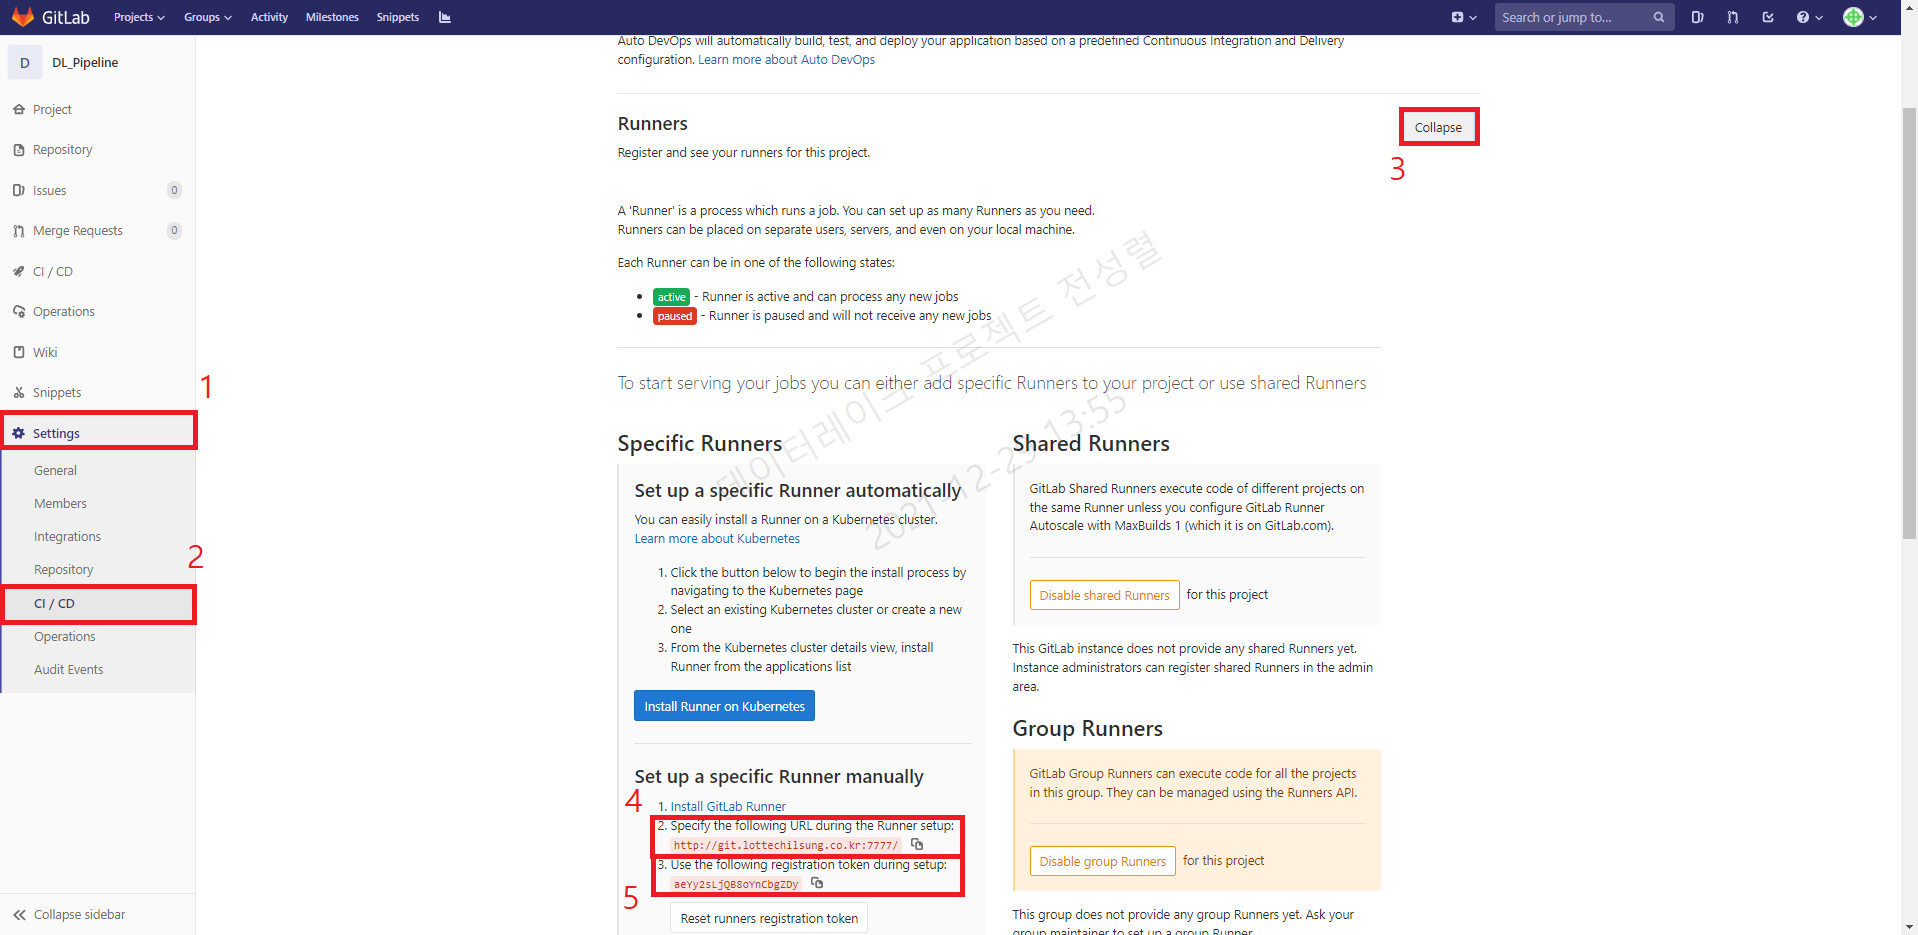 GitLab
Projects
Groups
Activity
Milestones
Snippets
Search or jump to...
D
DL_Pipeline
Project
Repository
Issues 0
Merge Requests 0
CI / CD
Operations
Wiki
Snippets
1
Settings
General
Members
Integrations
Repository
2
CI / CD
Operations
Audit Events
Collapse sidebar
Auto DevOps will automatically build, test, and deploy your application based on a predefined Continuous Integration and Delivery
configuration. Learn more about Auto DevOps
Runners
Collapse
3
Register and see your runners for this project.
A 'Runner' is a process which runs a job. You can set up as many Runners as you need.
Runners can be placed on separate users, servers, and even on your local machine.
Each Runner can be in one of the following states:
active - Runner is active and can process any new jobs
paused - Runner is paused and will not receive any new jobs
데이터레이크 프로젝트 전성렬
2021-12-23 13:55
To start serving your jobs you can either add specific Runners to your project or use shared Runners
Specific Runners
Set up a specific Runner automatically
You can easily install a Runner on a Kubernetes cluster.
Learn more about Kubernetes
1. Click the button below to begin the install process by
navigating to the Kubernetes page
2. Select an existing Kubernetes cluster or create a new
one
3. From the Kubernetes cluster details view, install
Runner from the applications list
Install Runner on Kubernetes
Set up a specific Runner manually
4
1. Install GitLab Runner
2. Specify the following URL during the Runner setup:
http://git.lottechilsung.co.kr:7777/
3. Use the following registration token during setup:
aeYy2sLjQB8oYnCbgZDy
5
Reset runners registration token
Shared Runners
GitLab Shared Runners execute code of different projects on
the same Runner unless you configure GitLab Runner
Autoscale with MaxBuilds 1 (which it is on GitLab.com).
Disable shared Runners for this project
This GitLab instance does not provide any shared Runners yet.
Instance administrators can register shared Runners in the admin
area.
Group Runners
GitLab Group Runners can execute code for all the projects
in this group. They can be managed using the Runners API.
Disable group Runners for this project
This group does not provide any group Runners yet. Ask your
group maintainer to set up a group Runner.